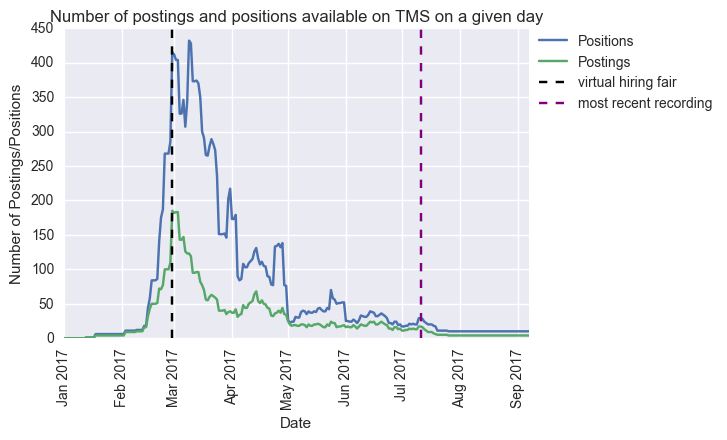 Number of postings and positions available on TMS on a given day
Number of Postings/Positions
450
400
350
300
250
200
150
100
50
0
Jan 2017
Feb 2017
Mar 2017
Apr 2017
May 2017
Jun 2017
Jul 2017
Aug 2017
Sep 2017
Date
Positions
Postings
virtual hiring fair
most recent recording